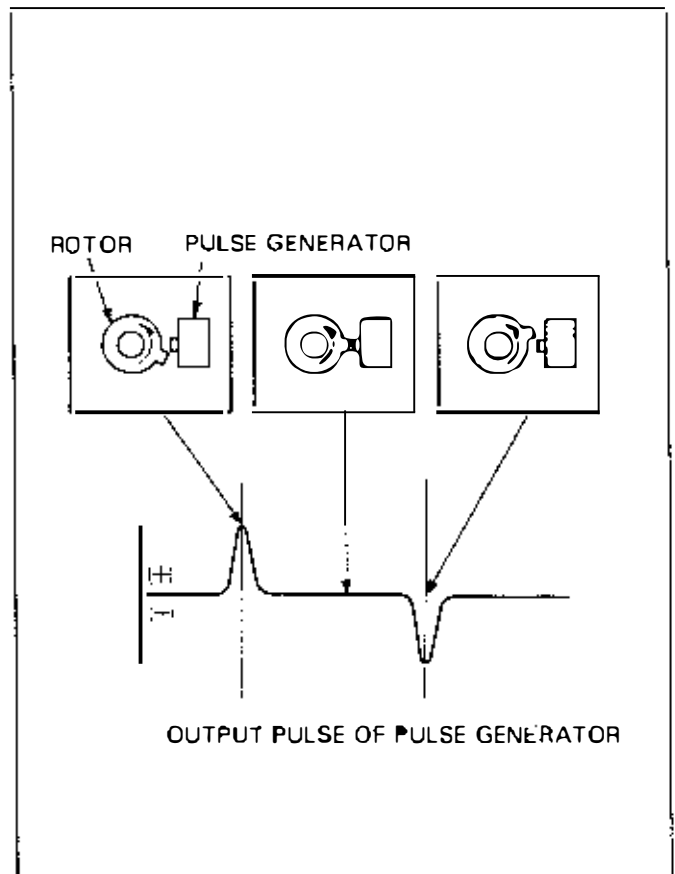 ROTOR
PULSE GENERATOR
(+)
(−)
OUTPUT PULSE OF PULSE GENERATOR